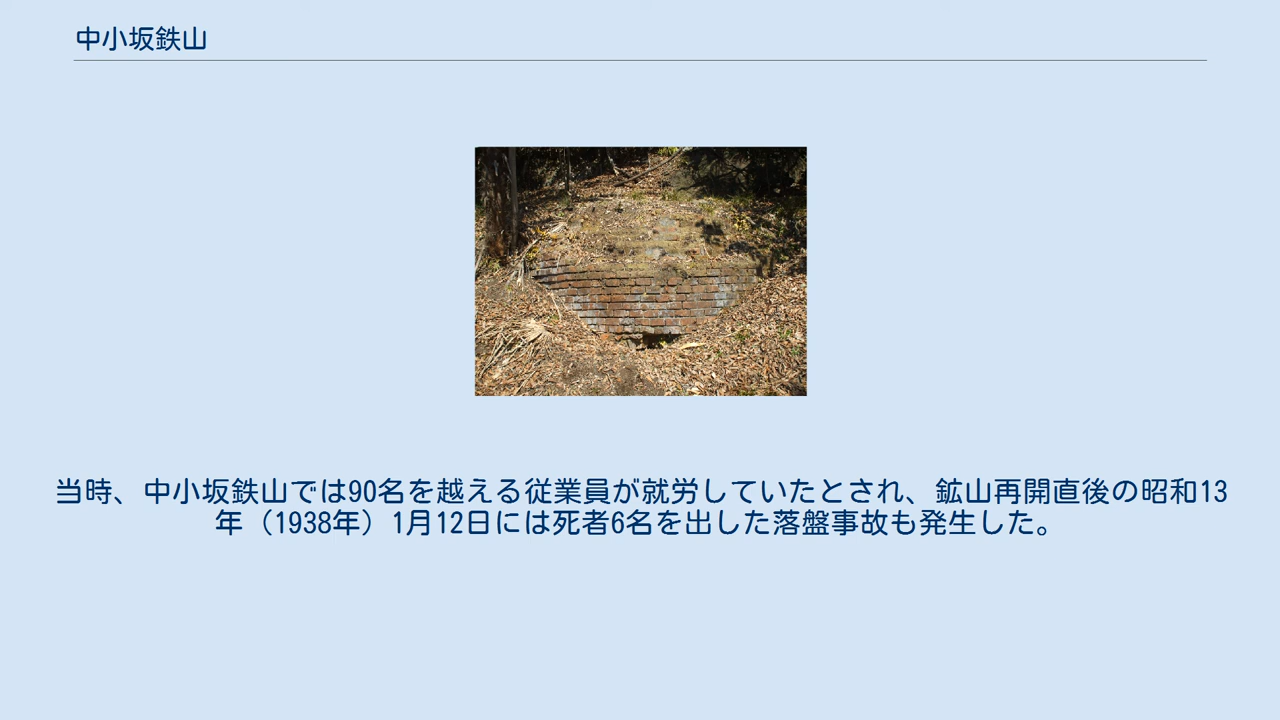 中小坂鉄山
当時、中小坂鉄山では90名を越える従業員が就労していたとされ、鉱山再開直後の昭和13
年（1938年）1月12日には死者6名を出した落盤事故も発生した。